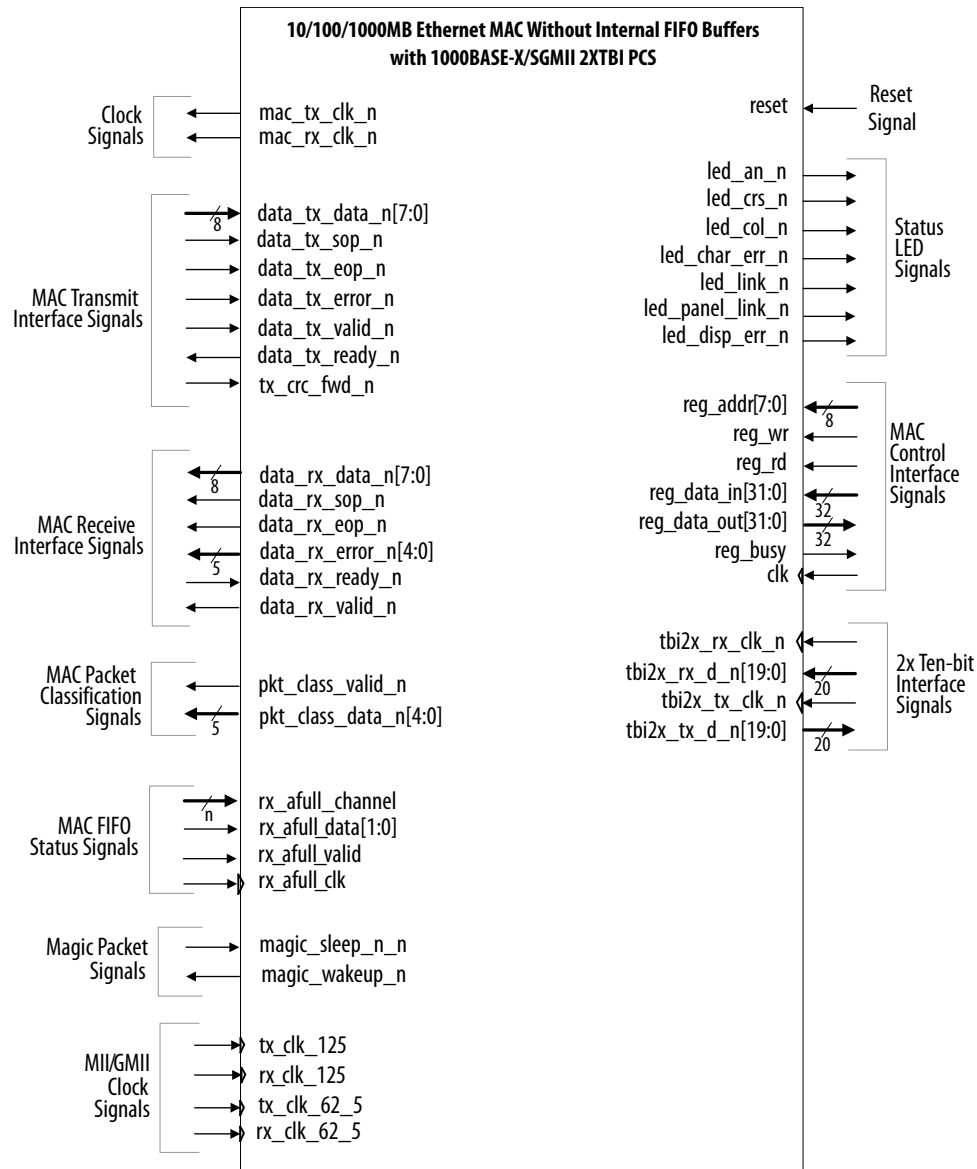 10/100/1000MB Ethernet MAC Without Internal FIFO Buffers
with 1000BASE-X/SGMII 2XTBI PCS
Clock
Signals
mac_tx_clk_n
mac_rx_clk_n
MAC Transmit
Interface Signals
data_tx_data_n[7:0]
8
data_tx_sop_n
data_tx_eop_n
data_tx_error_n
data_tx_valid_n
data_tx_ready_n
tx_crc_fwd_n
MAC Receive
Interface Signals
data_rx_data_n[7:0]
8
data_rx_sop_n
data_rx_eop_n
data_rx_error_n[4:0]
5
data_rx_ready_n
data_rx_valid_n
MAC Packet
Classification
Signals
pkt_class_valid_n
pkt_class_data_n[4:0]
5
MAC FIFO
Status Signals
rx_afull_channel
n
rx_afull_data[1:0]
rx_afull_valid
rx_afull_clk
Magic Packet
Signals
magic_sleep_n_n
magic_wakeup_n
MII/GMII
Clock
Signals
tx_clk_125
rx_clk_125
tx_clk_62_5
rx_clk_62_5
reset
Reset
Signal
led_an_n
led_crs_n
led_col_n
led_char_err_n
led_link_n
led_panel_link_n
led_disp_err_n
Status
LED
Signals
reg_addr[7:0]
8
reg_wr
reg_rd
reg_data_in[31:0]
32
reg_data_out[31:0]
32
reg_busy
clk
MAC
Control
Interface
Signals
tbi2x_rx_clk_n
tbi2x_rx_d_n[19:0]
20
tbi2x_tx_clk_n
tbi2x_tx_d_n[19:0]
20
2x Ten-bit
Interface
Signals